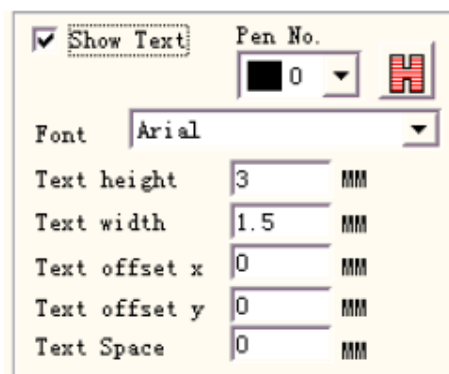 Show Text Pen No.
0
Font Arial
Text height 3 MM
Text width 1.5 MM
Text offset x 0 MM
Text offset y 0 MM
Text Space 0 MM